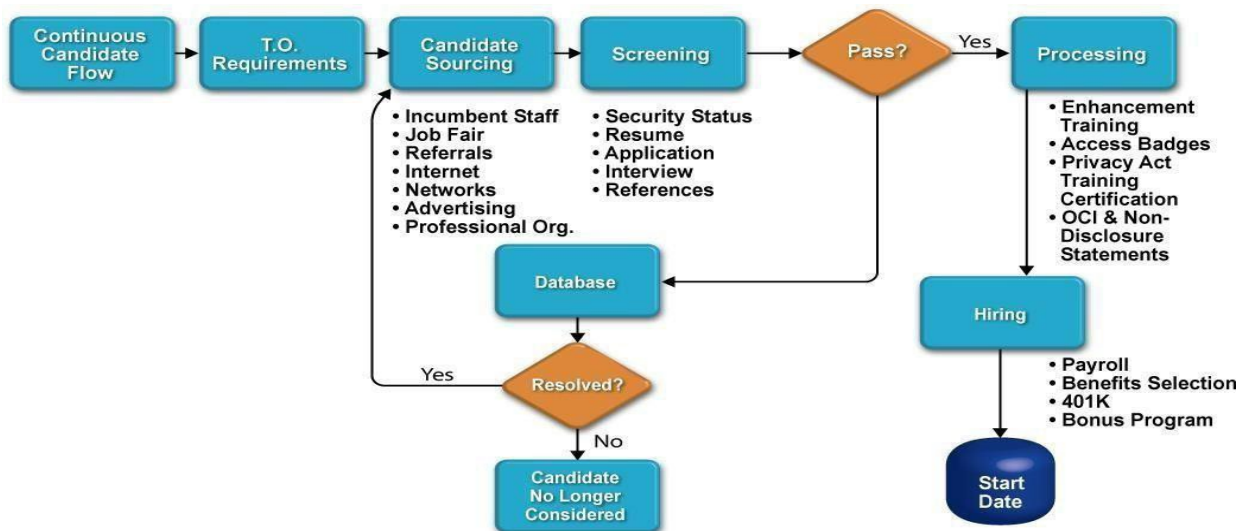 Continuous
Candidate
Flow
T.O.
Requirements
Candidate
Sourcing
Screening
Pass?
Yes
Processing
• Incumbent Staff
• Job Fair
• Referrals
• Internet
• Networks
• Advertising
• Professional Org.
• Security Status
• Resume
• Application
• Interview
• References
• Enhancement
Training
• Access Badges
• Privacy Act
Training
Certification
• OCI & Non-
Disclosure
Statements
Database
Hiring
Yes
Resolved?
No
• Payroll
• Benefits Selection
• 401K
• Bonus Program
Candidate
No Longer
Considered
Start
Date